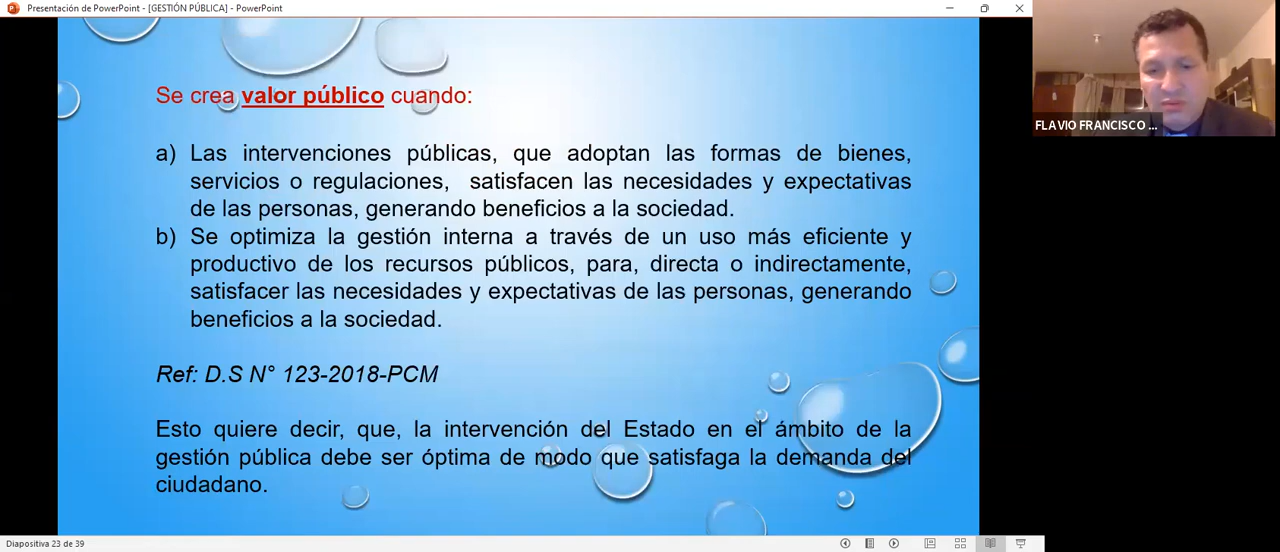 Presentación de PowerPoint - [GESTIÓN PÚBLICA] - PowerPoint
FLAVIO FRANCISCO ...
Se crea valor público cuando:
a) Las intervenciones públicas, que adoptan las formas de bienes,
servicios o regulaciones, satisfacen las necesidades y expectativas
de las personas, generando beneficios a la sociedad.
b) Se optimiza la gestión interna a través de un uso más eficiente y
productivo de los recursos públicos, para, directa o indirectamente,
satisfacer las necesidades y expectativas de las personas, generando
beneficios a la sociedad.
Ref: D.S N° 123-2018-PCM
Esto quiere decir, que, la intervención del Estado en el ámbito de la
gestión pública debe ser óptima de modo que satisfaga la demanda del
ciudadano.
Diapositiva 23 de 39